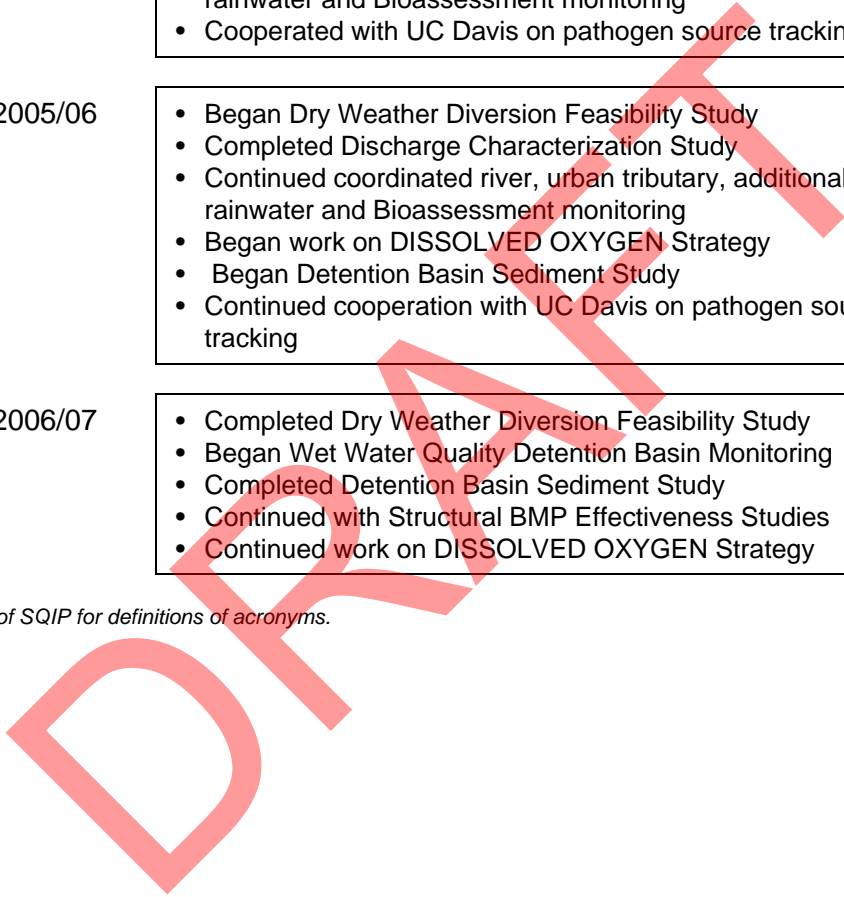 rainwater and Bioassessment monitoring
• Cooperated with UC Davis on pathogen source
2005/06
• Began Dry Weather Diversion Feasibility Study
• Completed Discharge Characterization Study
• Continued coordinated river, urban tributary, additional
rainwater and Bioassessment monitoring
• Began work on DISSOLVED OXYGEN Strategy
• Began Detention Basin Sediment Study
• Continued cooperation with UC Davis on pathogen
tracking
2006/07
• Completed Dry Weather Diversion Feasibility Study
• Began Wet Water Quality Detention Basin Monitoring
• Completed Detention Basin Sediment Study
• Continued with Structural BMP Effectiveness Studies
• Continued work on DISSOLVED OXYGEN Strategy
of SQIP for definitions of acronyms.
DRAFT